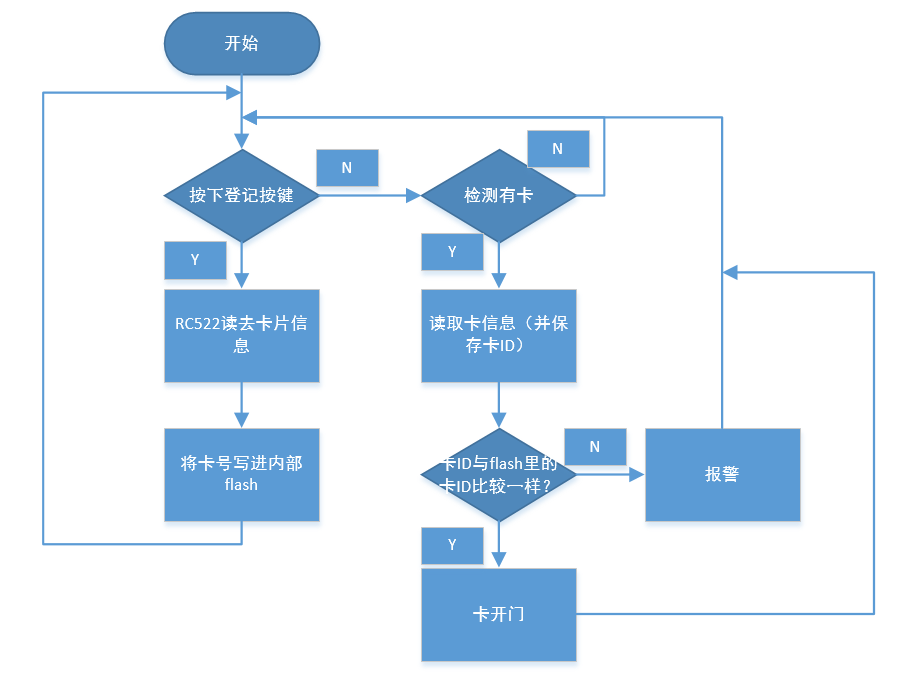 开始
按下登记按键
N
检测有卡
N
Y
RC522读去卡片信
息
将卡号写进内部
flash
Y
读取卡信息（并保
存卡ID）
卡ID与flash里的
卡ID比较一样？
N
报警
Y
卡开门